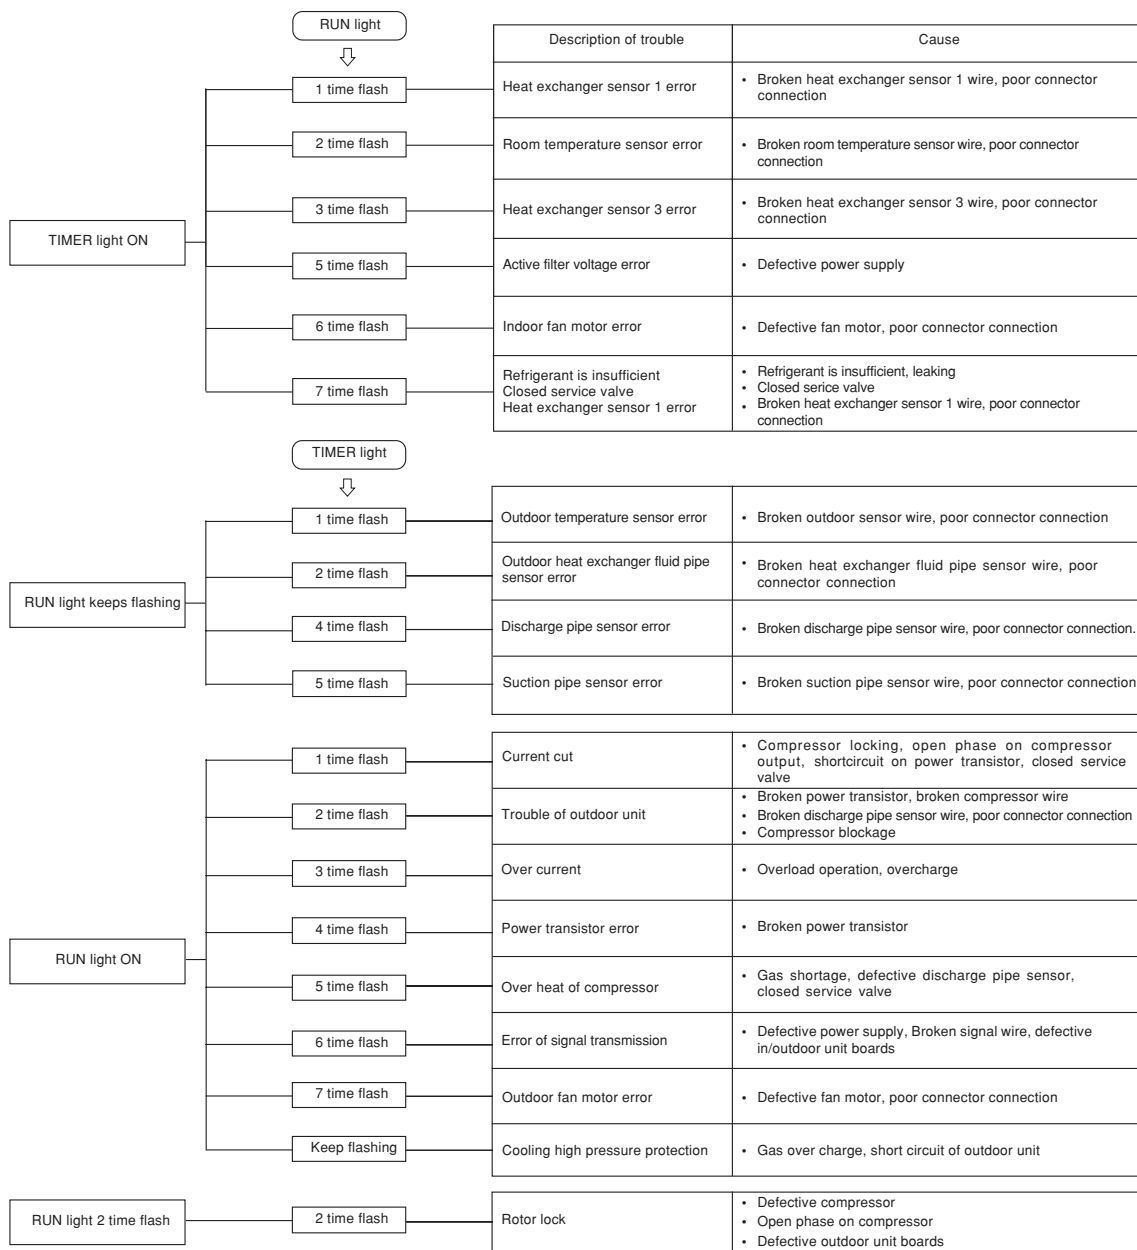 RUN light
Description of trouble
Cause
TIMER light ON
1 time flash
Heat exchanger sensor 1 error
• Broken heat exchanger sensor 1 wire, poor connector
connection
2 time flash
Room temperature sensor error
• Broken room temperature sensor wire, poor connector
connection
3 time flash
Heat exchanger sensor 3 error
• Broken heat exchanger sensor 3 wire, poor connector
connection
5 time flash
Active filter voltage error
• Defective power supply
6 time flash
Indoor fan motor error
• Defective fan motor, poor connector connection
7 time flash
Refrigerant is insufficient
Closed service valve
Heat exchanger sensor 1 error
• Refrigerant is insufficient, leaking
• Closed serice valve
• Broken heat exchanger sensor 1 wire, poor connector
connection
TIMER light
RUN light keeps flashing
1 time flash
Outdoor temperature sensor error
• Broken outdoor sensor wire, poor connector connection
2 time flash
Outdoor heat exchanger fluid pipe
sensor error
• Broken heat exchanger fluid pipe sensor wire, poor
connector connection
4 time flash
Discharge pipe sensor error
• Broken discharge pipe sensor wire, poor connector connection.
5 time flash
Suction pipe sensor error
• Broken suction pipe sensor wire, poor connector connection
RUN light ON
1 time flash
Current cut
• Compressor locking, open phase on compressor
output, shortcircuit on power transistor, closed service
valve
2 time flash
Trouble of outdoor unit
• Broken power transistor, broken compressor wire
• Broken discharge pipe sensor wire, poor connector connection
• Compressor blockage
3 time flash
Over current
• Overload operation, overcharge
4 time flash
Power transistor error
• Broken power transistor
5 time flash
Over heat of compressor
• Gas shortage, defective discharge pipe sensor,
closed service valve
6 time flash
Error of signal transmission
• Defective power supply, Broken signal wire, defective
in/outdoor unit boards
7 time flash
Outdoor fan motor error
• Defective fan motor, poor connector connection
Keep flashing
Cooling high pressure protection
• Gas over charge, short circuit of outdoor unit
RUN light 2 time flash
2 time flash
Rotor lock
• Defective compressor
• Open phase on compressor
• Defective outdoor unit boards